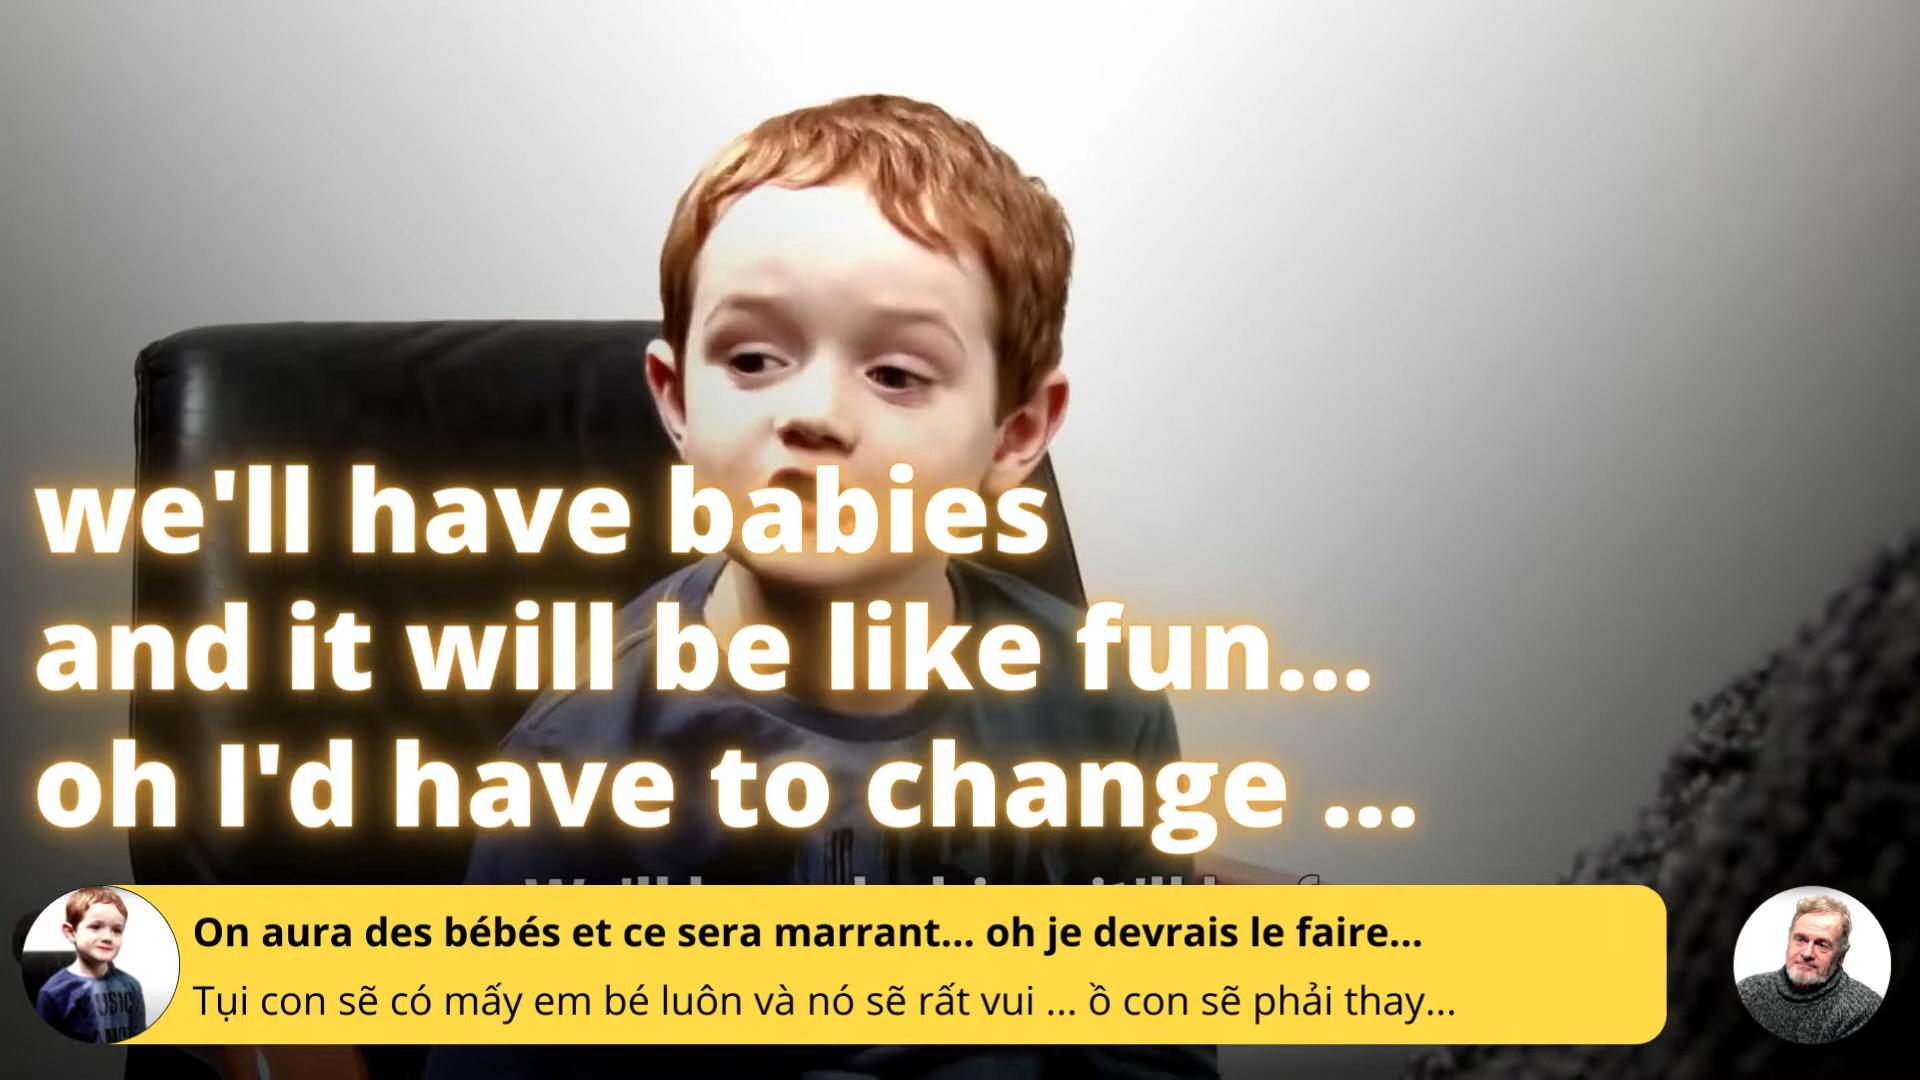 we'll have babies
and it will be like fun...
oh I'd have to change ...
On aura des bébés et ce sera marrant... oh je devrais le faire...
Tụi con sẽ có mấy em bé luôn và nó sẽ rất vui ... ồ con sẽ phải thay...